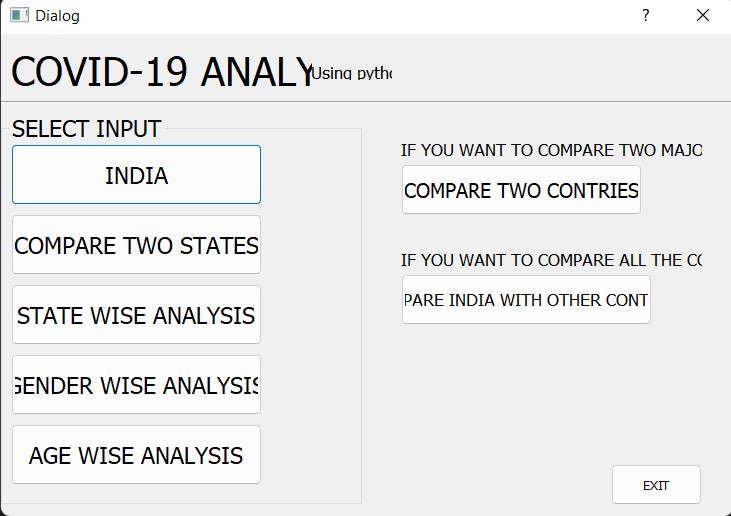 Dialog
COVID-19 ANALY
Using pytho
SELECT INPUT
INDIA
COMPARE TWO STATES
STATE WISE ANALYSIS
GENDER WISE ANALYSIS
AGE WISE ANALYSIS
IF YOU WANT TO COMPARE TWO MAJO
COMPARE TWO CONTRIES
IF YOU WANT TO COMPARE ALL THE CO
PARE INDIA WITH OTHER CONT
EXIT